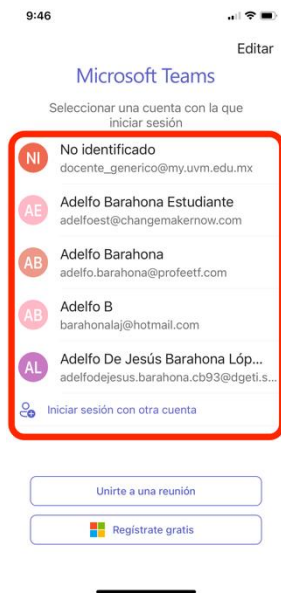 9:46
Editar
Microsoft Teams
Seleccionar una cuenta con la que
iniciar sesión
NI
No identificado
docente_generico@my.uvm.edu.mx
AE
Adelfo Barahona Estudiante
adelfoest@changemakernow.com
AB
Adelfo Barahona
adelfo.barahona@profeetf.com
AB
Adelfo B
barahonalaj@hotmail.com
AL
Adelfo De Jesús Barahona Lóp...
adelfodejesus.barahona.cb93@dgeti.s...
Iniciar sesión con otra cuenta
Unirte a una reunión
Regístrate gratis